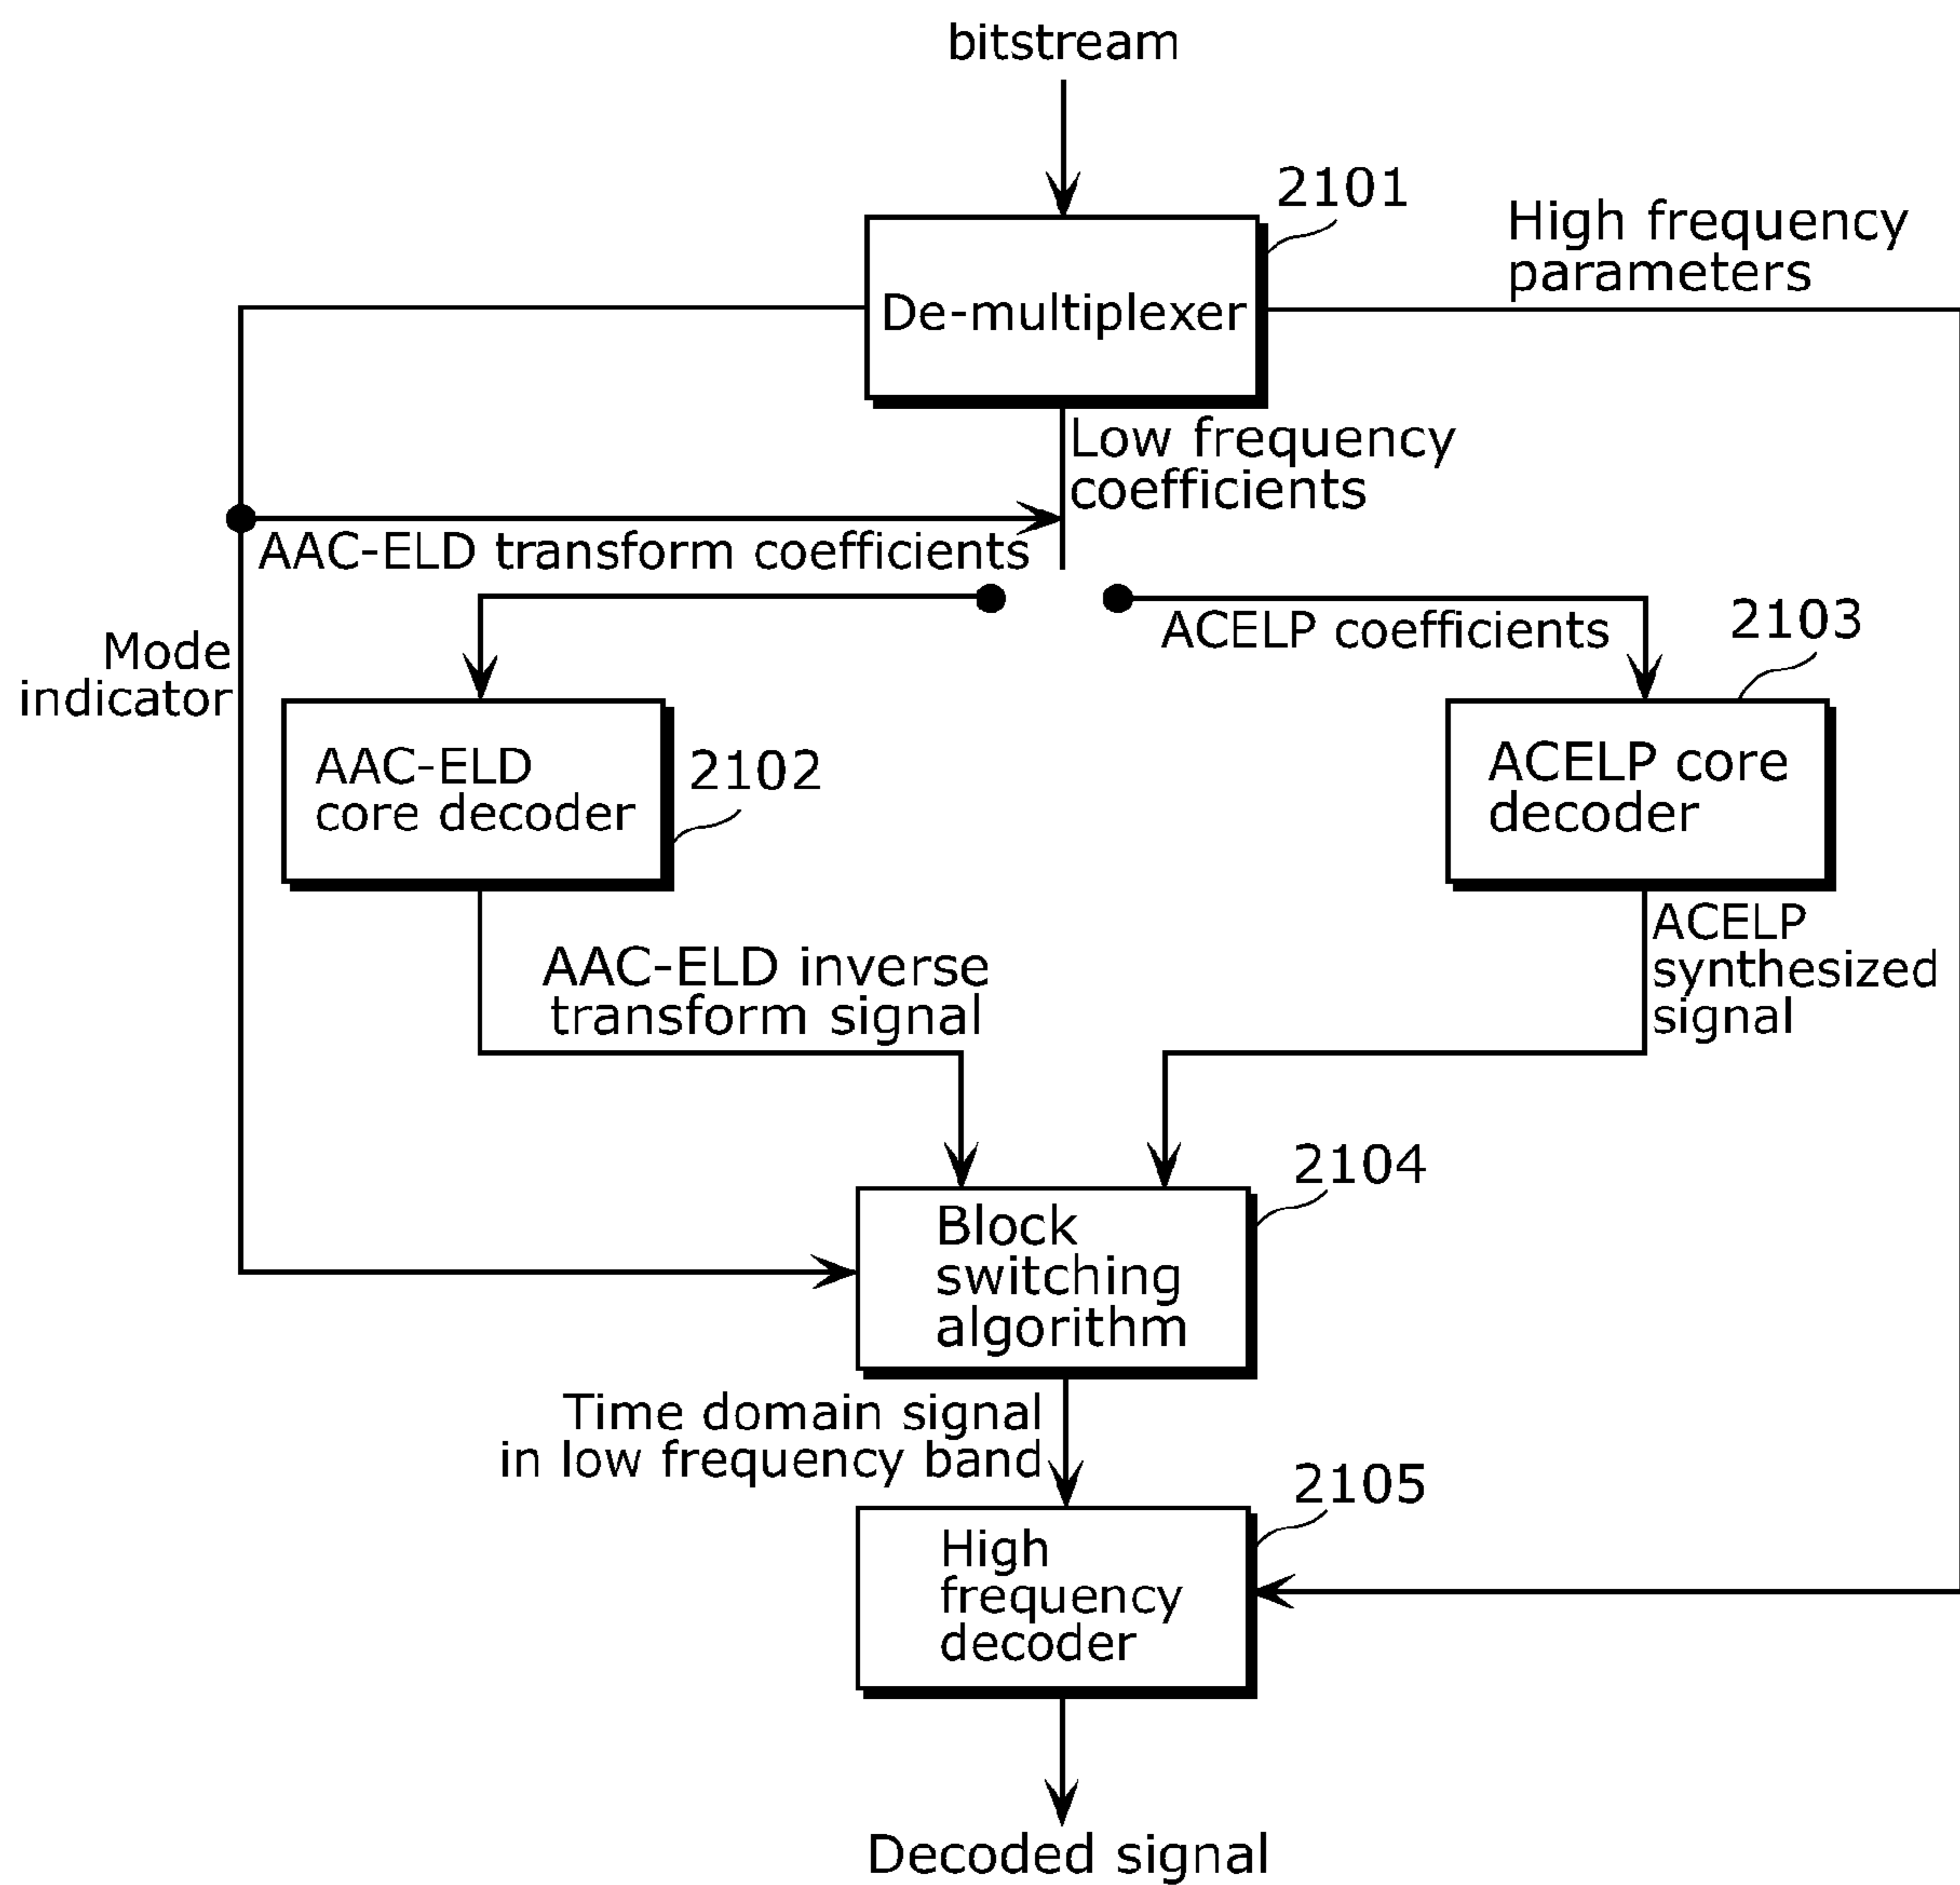 bitstream
2101
High frequency
parameters
De-multiplexer
Low frequency
coefficients
AAC-ELD transform coefficients
ACELP coefficients
2103
Mode
indicator
AAC-ELD
core decoder
2102
ACELP core
decoder
ACELP
synthesized
signal
AAC-ELD inverse
transform signal
2104
Block
switching
algorithm
Time domain signal
in low frequency band
2105
High
frequency
decoder
Decoded signal